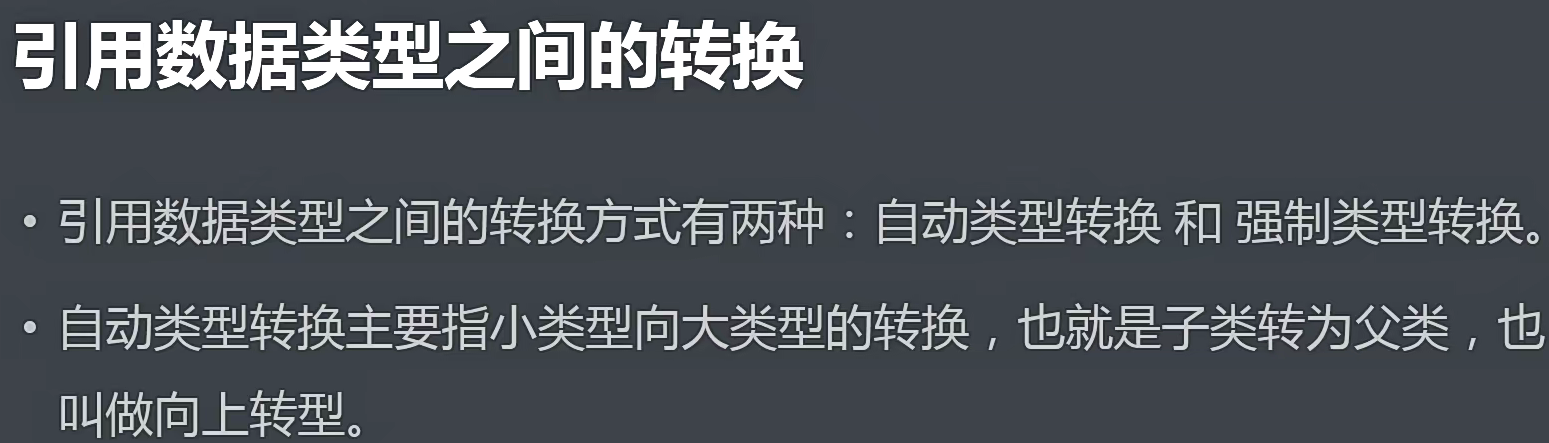 引用数据类型之间的转换
• 引用数据类型之间的转换方式有两种：自动类型转换 和 强制类型转换。
• 自动类型转换主要指小类型向大类型的转换，也就是子类转为父类，也
叫做向上转型。